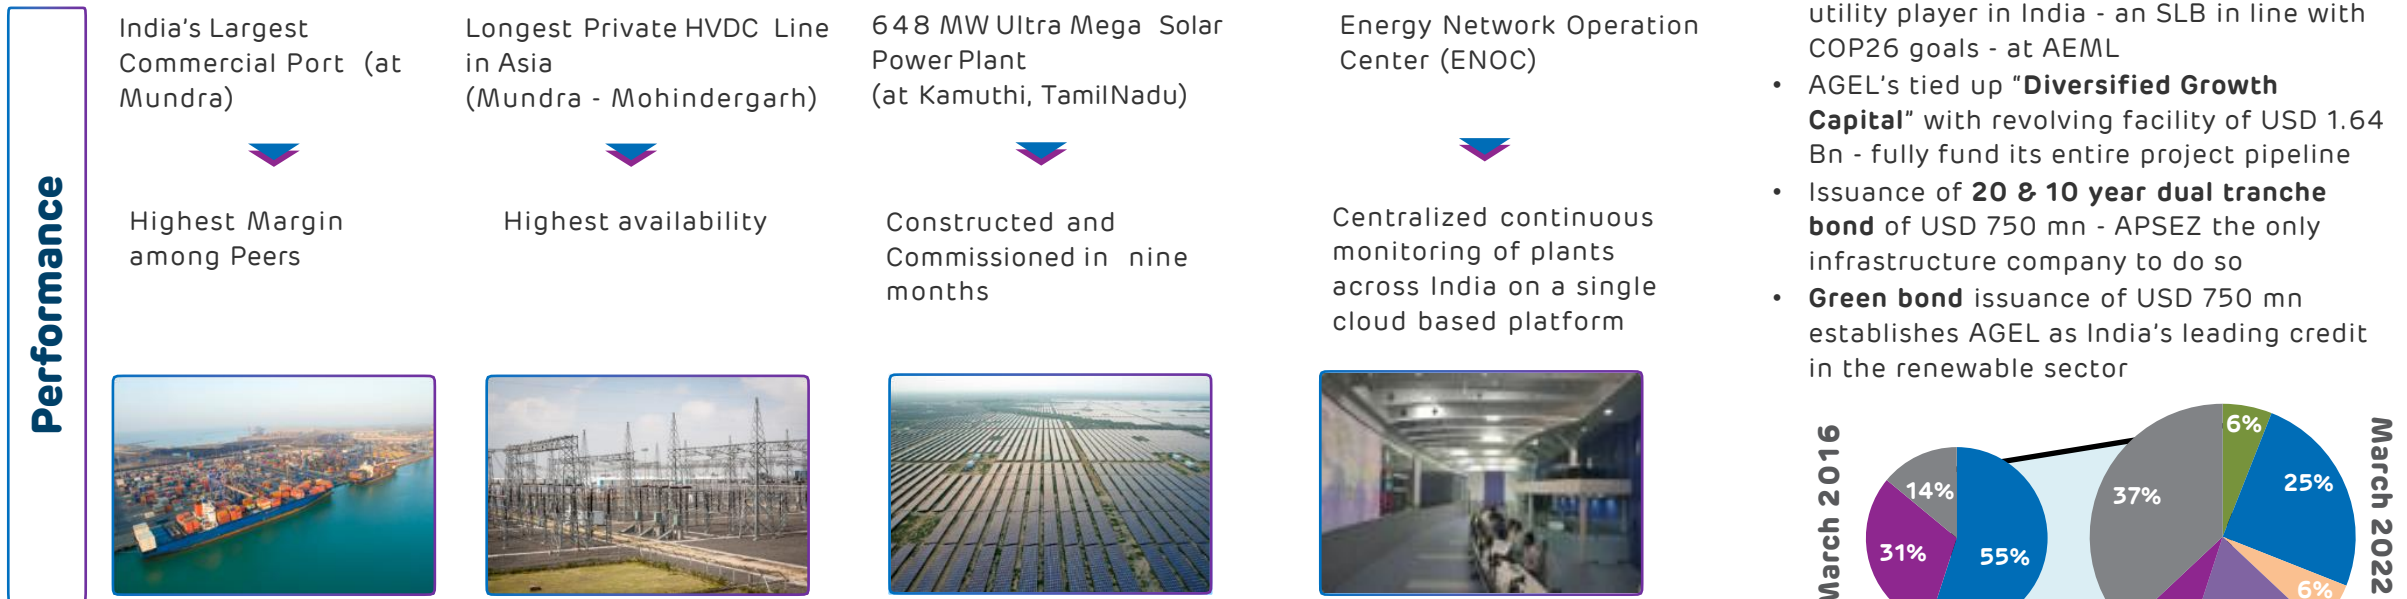 Performance
India's Largest
Commercial Port (at
Mundra)
Highest Margin
among Peers
Longest Private HVDC Line
in Asia
(Mundra - Mohindergarh)
Highest availability
648 MW Ultra Mega Solar
Power Plant
(at Kamuthi, TamilNadu)
Constructed and
Commissioned in nine
months
Energy Network Operation
Center (ENOC)
Centralized continuous
monitoring of plants
across India on a single
cloud based platform
utility player in India - an SLB in line with
COP26 goals - at AEML
• AGEL's tied up "Diversified Growth
Capital" with revolving facility of USD 1.64
Bn - fully fund its entire project pipeline
• Issuance of 20 & 10 year dual tranche
bond of USD 750 mn - APSEZ the only
infrastructure company to do so
• Green bond issuance of USD 750 mn
establishes AGEL as India's leading credit
in the renewable sector
March 2016
14%
31%
55%
37%
6%
25%
6%
March 2022